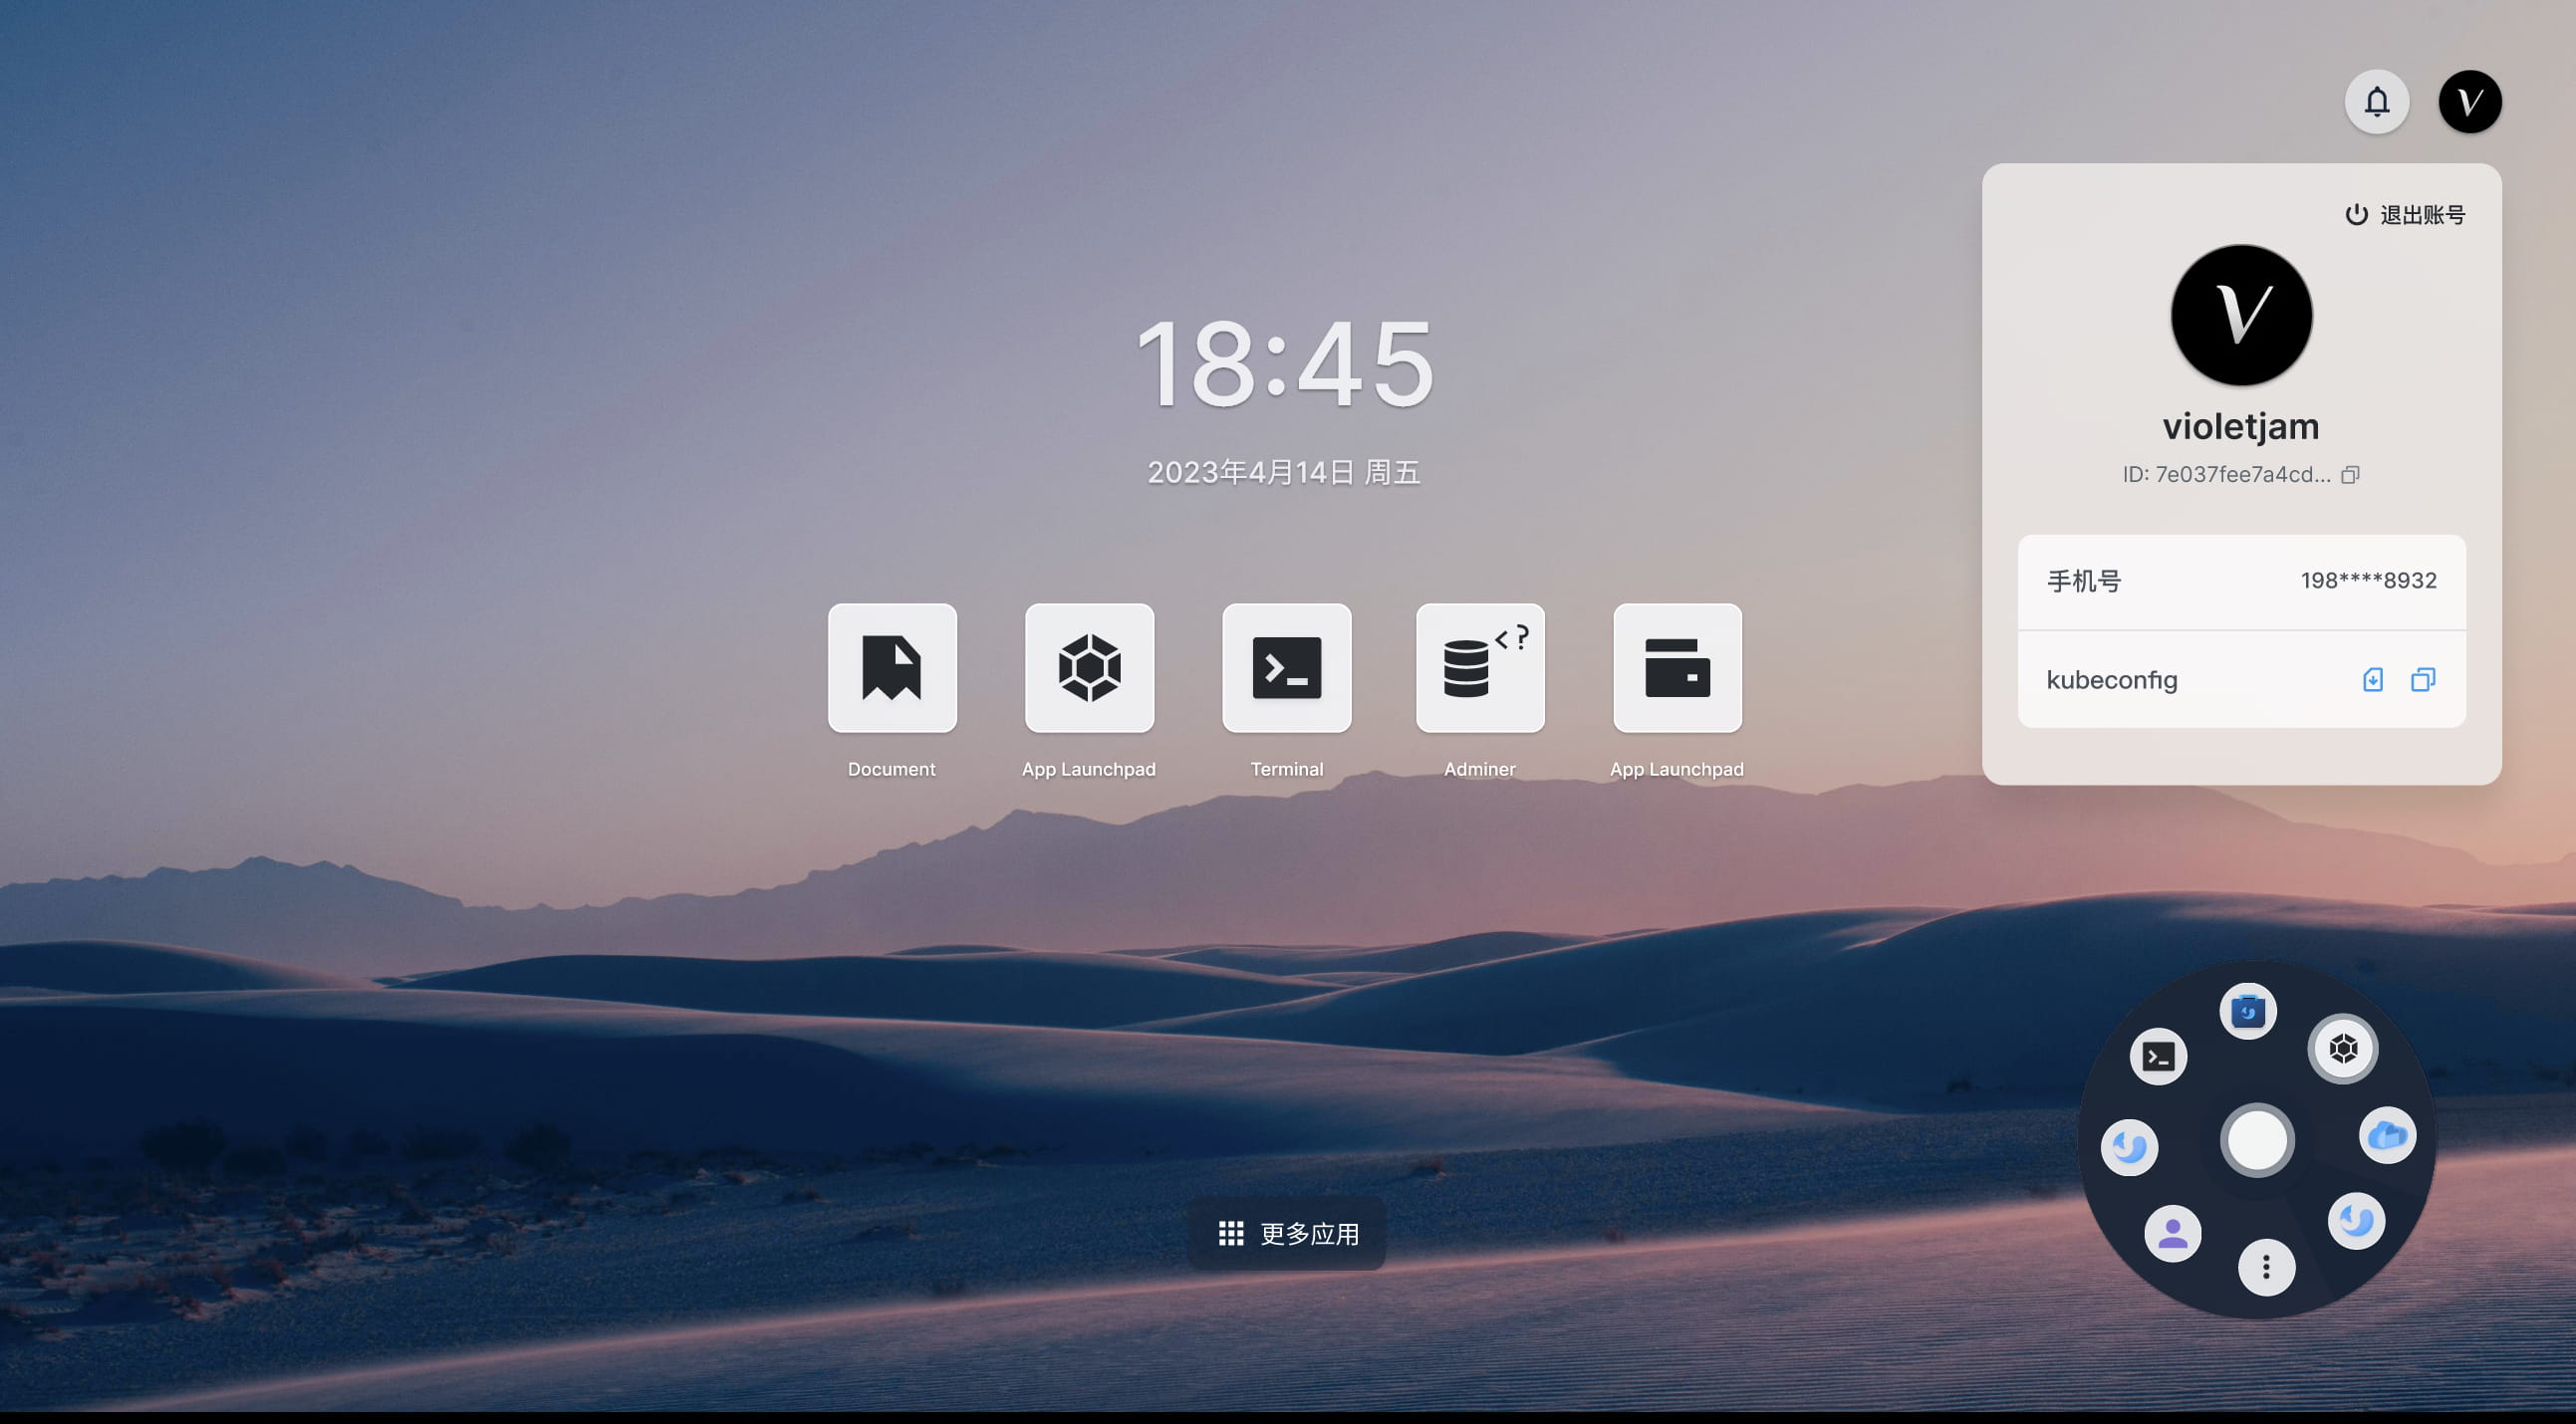 V
退出账号
V
18:45
violetjam
2023年4月14日 周五
ID: 7e037fee7a4cd...
手机号 198****8932
kubeconfig
<?
Document App Launchpad Terminal Adminer App Launchpad
更多应用